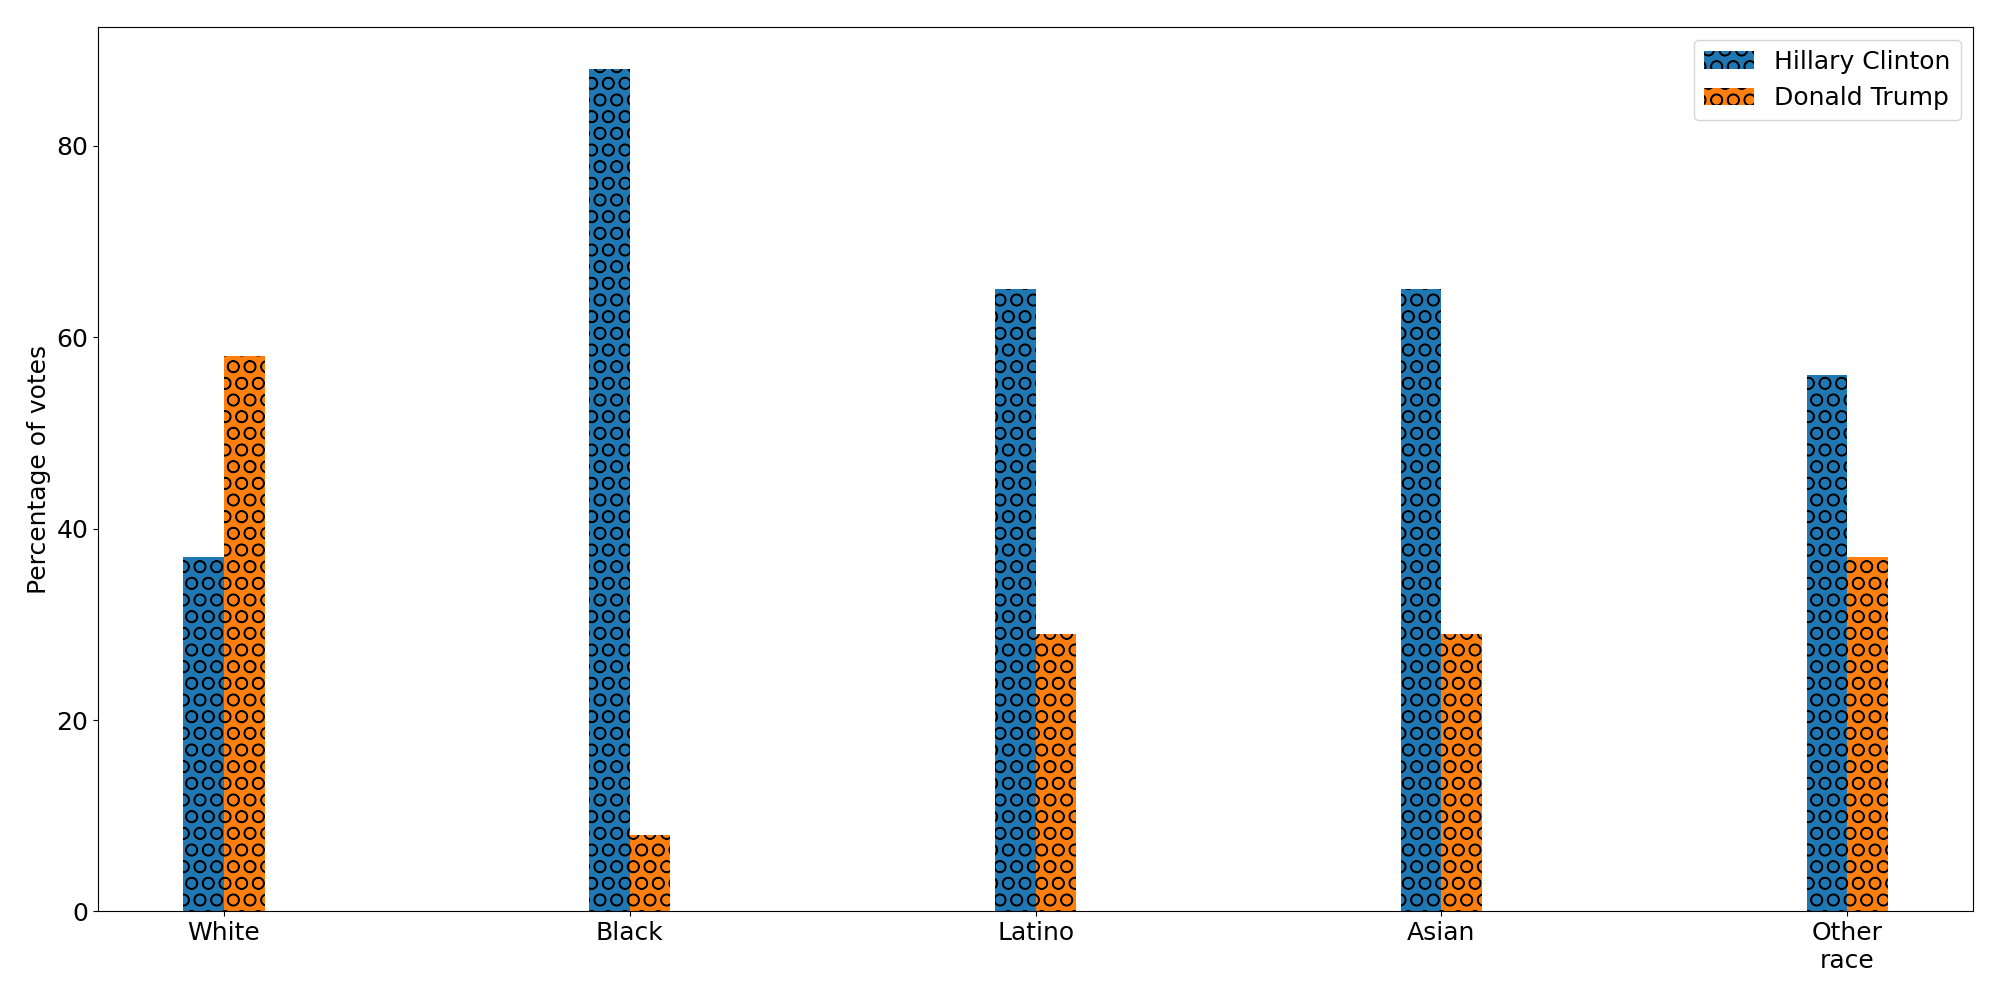 Hillary Clinton
Donald Trump
Percentage of votes
80
60
40
20
0
White
Black
Latino
Asian
Other
race